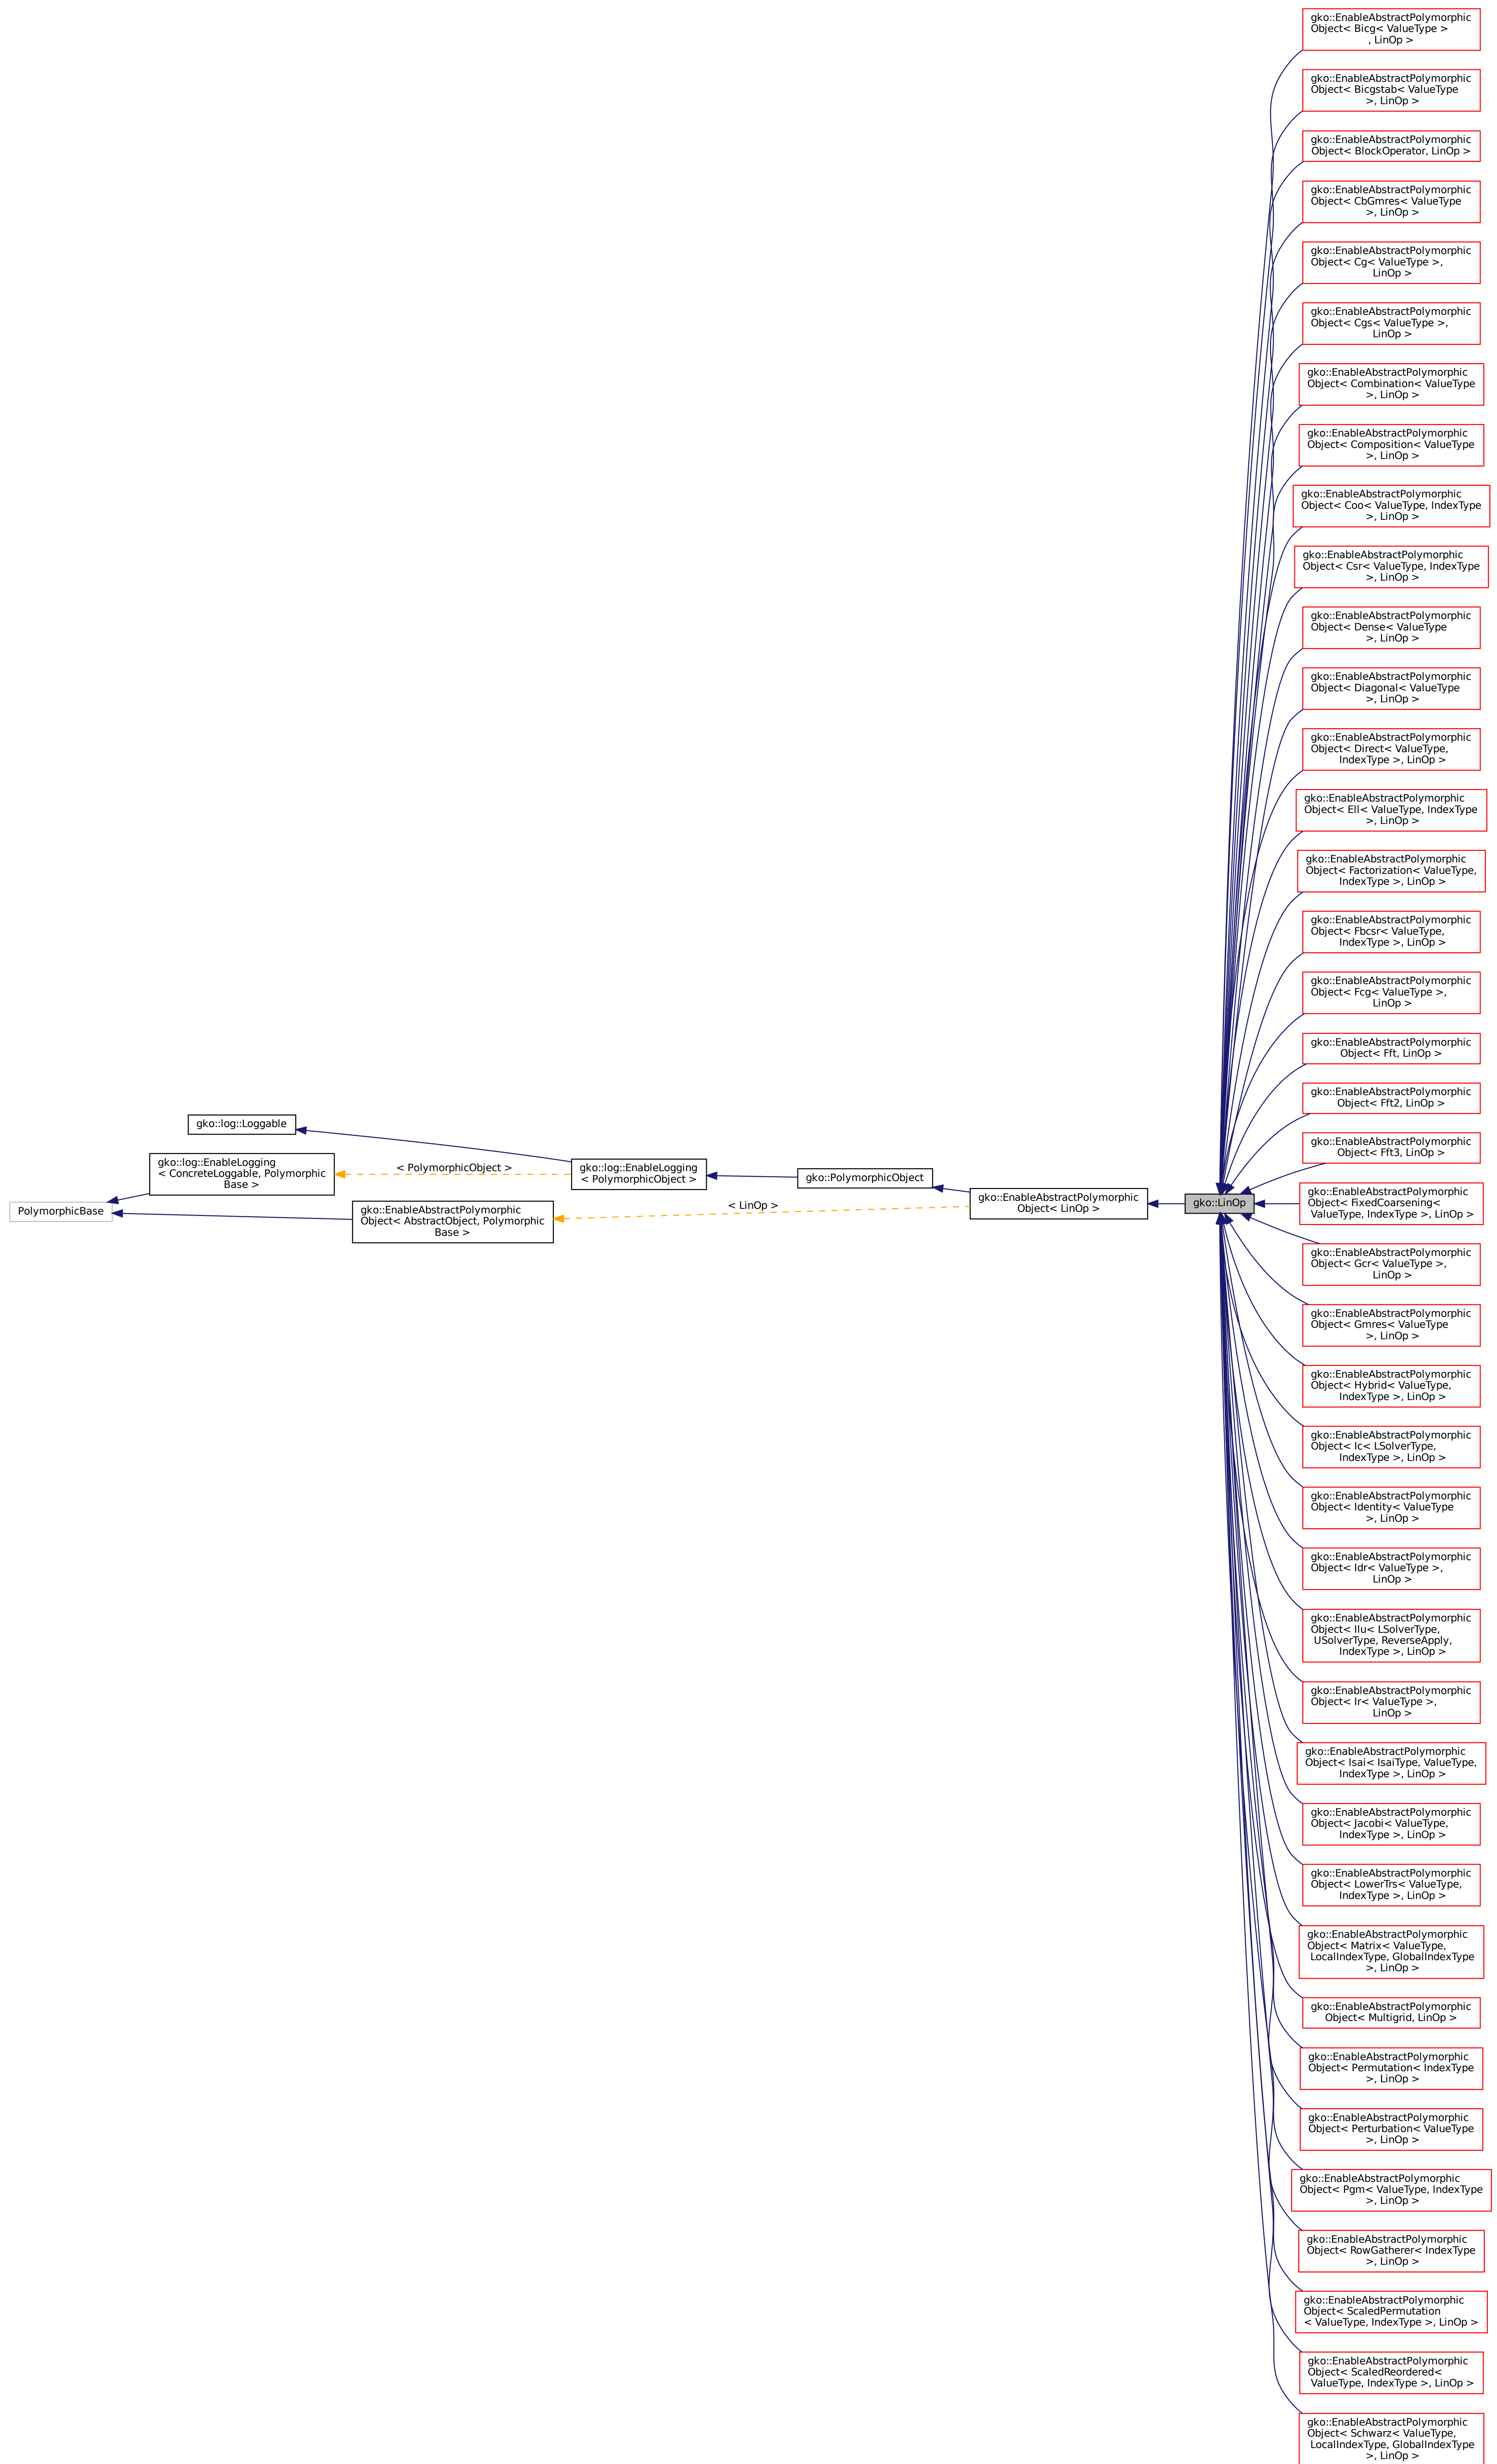 gko::EnableAbstractPolymorphic
Object< Bicg< ValueType >
, LinOp >
gko::EnableAbstractPolymorphic
Object< Bicgstab< ValueType
>, LinOp >
gko::EnableAbstractPolymorphic
Object< BlockOperator, LinOp >
gko::EnableAbstractPolymorphic
Object< CbGmres< ValueType
>, LinOp >
gko::EnableAbstractPolymorphic
Object< Cg< ValueType >,
LinOp >
gko::EnableAbstractPolymorphic
Object< Cgs< ValueType >,
LinOp >
gko::EnableAbstractPolymorphic
Object< Combination< ValueType
>, LinOp >
gko::EnableAbstractPolymorphic
Object< Composition< ValueType
>, LinOp >
gko::EnableAbstractPolymorphic
Object< Coo< ValueType, IndexType
>, LinOp >
gko::EnableAbstractPolymorphic
Object< Csr< ValueType, IndexType
>, LinOp >
gko::EnableAbstractPolymorphic
Object< Dense< ValueType
>, LinOp >
gko::EnableAbstractPolymorphic
Object< Diagonal< ValueType
>, LinOp >
gko::EnableAbstractPolymorphic
Object< Direct< ValueType,
IndexType >, LinOp >
gko::EnableAbstractPolymorphic
Object< Ell< ValueType, IndexType
>, LinOp >
gko::EnableAbstractPolymorphic
Object< Factorization< ValueType,
IndexType >, LinOp >
gko::EnableAbstractPolymorphic
Object< Fbcsr< ValueType,
IndexType >, LinOp >
gko::EnableAbstractPolymorphic
Object< Fcg< ValueType >,
LinOp >
gko::EnableAbstractPolymorphic
Object< Fft, LinOp >
gko::EnableAbstractPolymorphic
Object< Fft2, LinOp >
gko::EnableAbstractPolymorphic
Object< Fft3, LinOp >
gko::log::Loggable
gko::log::EnableLogging
< ConcreteLoggable, Polymorphic
Base >
< PolymorphicObject >
gko::log::EnableLogging
< PolymorphicObject >
gko::PolymorphicObject
PolymorphicBase
gko::EnableAbstractPolymorphic
Object< AbstractObject, Polymorphic
Base >
< LinOp >
gko::EnableAbstractPolymorphic
Object< LinOp >
gko::LinOp
gko::EnableAbstractPolymorphic
Object< FixedCoarsening<
ValueType, IndexType >, LinOp >
gko::EnableAbstractPolymorphic
Object< Gcr< ValueType >,
LinOp >
gko::EnableAbstractPolymorphic
Object< Gmres< ValueType
>, LinOp >
gko::EnableAbstractPolymorphic
Object< Hybrid< ValueType,
IndexType >, LinOp >
gko::EnableAbstractPolymorphic
Object< Ic< LSolverType,
IndexType >, LinOp >
gko::EnableAbstractPolymorphic
Object< Identity< ValueType
>, LinOp >
gko::EnableAbstractPolymorphic
Object< Idr< ValueType >,
LinOp >
gko::EnableAbstractPolymorphic
Object< Ilu< LSolverType,
USolverType, ReverseApply,
IndexType >, LinOp >
gko::EnableAbstractPolymorphic
Object< Ir< ValueType >,
LinOp >
gko::EnableAbstractPolymorphic
Object< Isai< IsaiType, ValueType,
IndexType >, LinOp >
gko::EnableAbstractPolymorphic
Object< Jacobi< ValueType,
IndexType >, LinOp >
gko::EnableAbstractPolymorphic
Object< LowerTrs< ValueType,
IndexType >, LinOp >
gko::EnableAbstractPolymorphic
Object< Matrix< ValueType,
LocalIndexType, GlobalIndexType
>, LinOp >
gko::EnableAbstractPolymorphic
Object< Multigrid, LinOp >
gko::EnableAbstractPolymorphic
Object< Permutation< IndexType
>, LinOp >
gko::EnableAbstractPolymorphic
Object< Perturbation< ValueType
>, LinOp >
gko::EnableAbstractPolymorphic
Object< Pgm< ValueType, IndexType
>, LinOp >
gko::EnableAbstractPolymorphic
Object< RowGatherer< IndexType
>, LinOp >
gko::EnableAbstractPolymorphic
Object< ScaledPermutation
< ValueType, IndexType >, LinOp >
gko::EnableAbstractPolymorphic
Object< ScaledReordered<
ValueType, IndexType >, LinOp >
gko::EnableAbstractPolymorphic
Object< Schwarz< ValueType,
LocalIndexType, GlobalIndexType
>, LinOp >